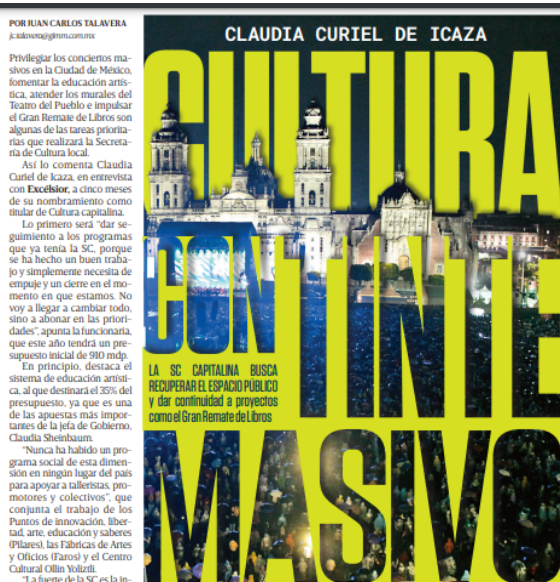 POR JUAN CARLOS TALAVERA
jc.talavera@gimm.com.mx
Privilegiar los conciertos ma-
sivos en la Ciudad de México,
fomentar la educación artís-
tica, atender los murales del
Teatro del Pueblo e impulsar
el Gran Remate de Libros son
algunas de las tareas priorita-
rias que realizará la Secreta-
ría de Cultura local.
Así lo comenta Claudia
Curiel de Icaza, en entrevista
con Excélsior, a cinco meses
de su nombramiento como
titular de Cultura capitalina.
Lo primero será "dar se-
guimiento a los programas
que ya tenía la SC, porque
se ha hecho un buen traba-
jo y simplemente necesita de
empuje y un cierre en el mo-
mento en que estamos. No
voy a llegar a cambiar todo,
sino a abonar en las priori-
dades", apunta la funcionaria,
que este año tendrá un pre-
supuesto inicial de 910 mdp.
En principio, destaca el
sistema de educación artísti-
ca, al que destinará el 35% del
presupuesto, ya que es una
de las apuestas más impor-
tantes de la jefa de Gobierno,
Claudia Sheinbaum.
"Nunca ha habido un pro-
grama social de esta dimen-
sión en ningún lugar del país
para apoyar a talleristas, pro-
motores y colectivos", que
conjunta el trabajo de los
Puntos de innovación, liber-
tad, arte, educación y saberes
(Pilares), las Fábricas de Artes
y Oficios (Faros) y el Centro
Cultural Ollin Yoliztli.
"La fuerte de la SC es la in-
CLAUDIA CURIEL DE ICAZA
CULTURA
CON TINTE
MASIVO
LA SC CAPITALINA BUSCA
RECUPERAR EL ESPACIO PÚBLICO
y dar continuidad a proyectos
como el Gran Remate de Libros